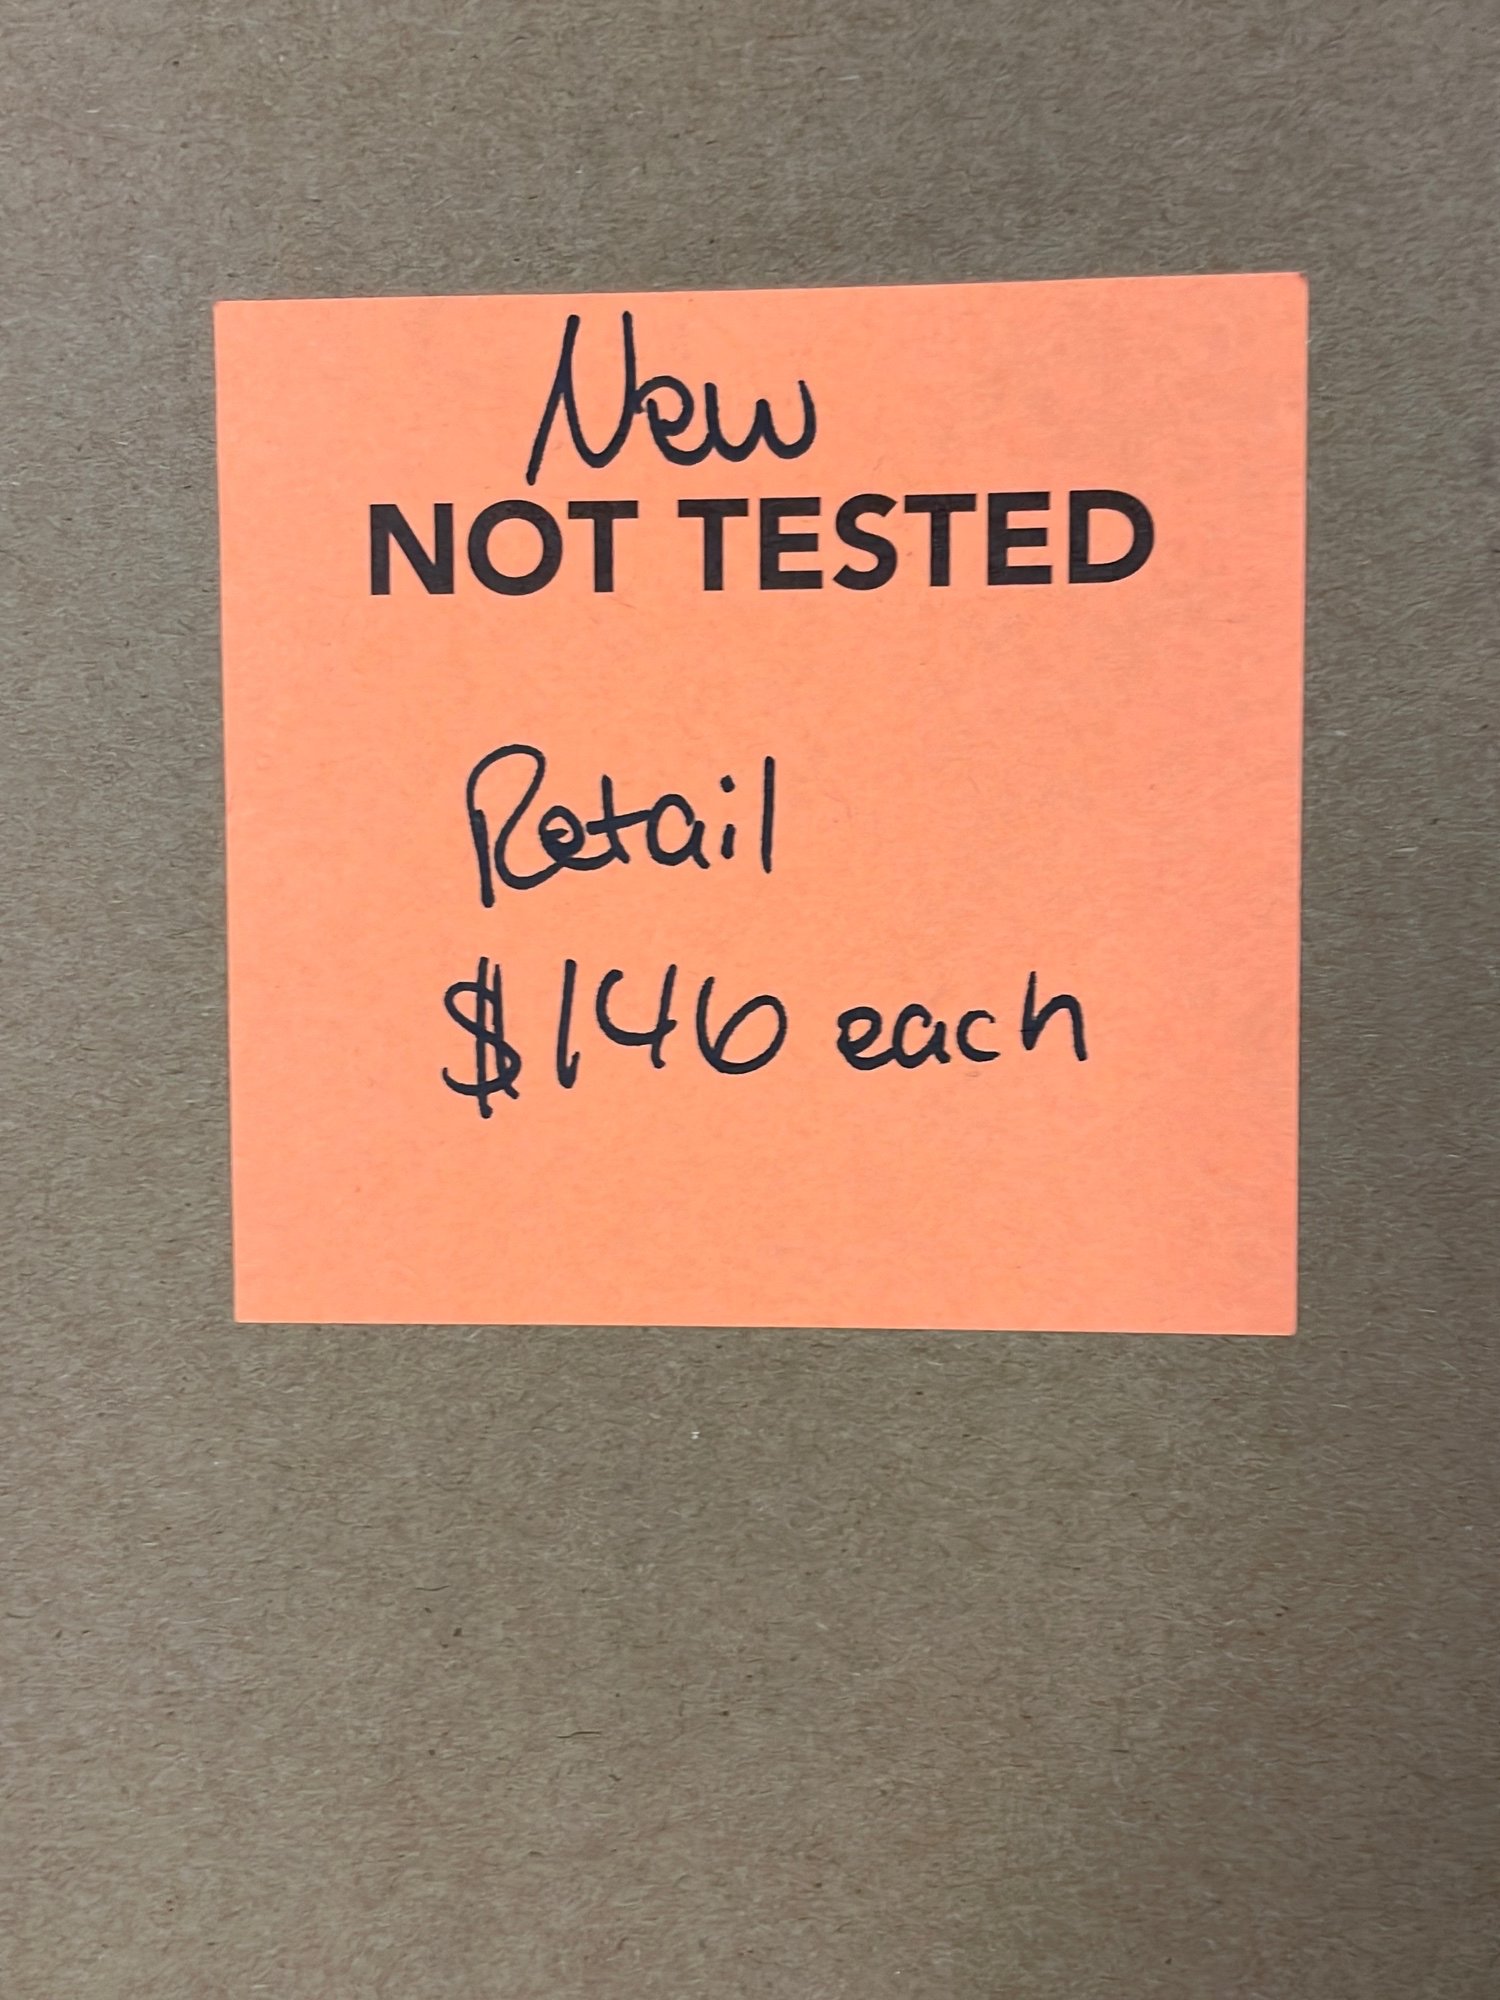 New
NOT TESTED
Retail
$146 each